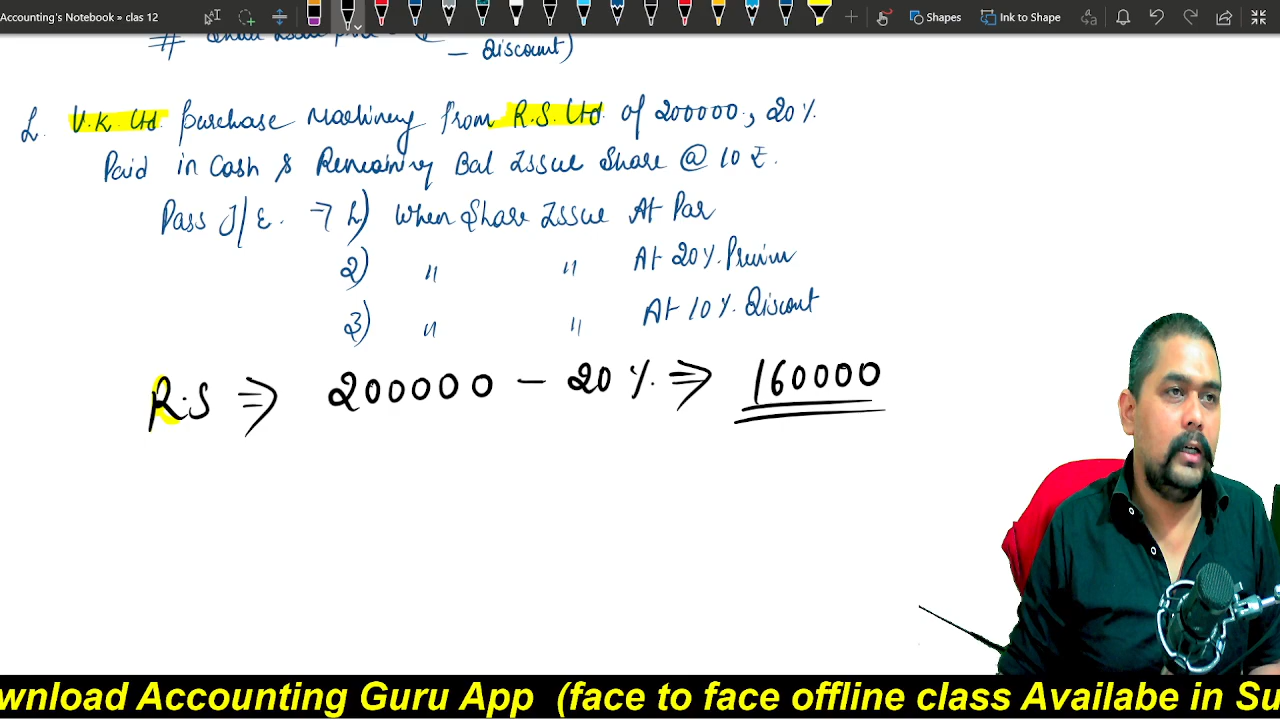 Accounting's Notebook » clas 12
Shapes
Ink to Shape
#
- Discount)
1. V.K. Ltd. purchase Machinery from R.S. Ltd. of 200000, 20%.
Paid in Cash & Remaining Bal Issue Share @ 10 ₹.
Pass J/E. → 1) When Share Issue At Par
2) " " At 20%. Premium
3) " " At 10%. Discount
R.S ⇒ 200000 - 20%. ⇒ 160000
wnload Accounting Guru App (face to face offline class Availabe in Su